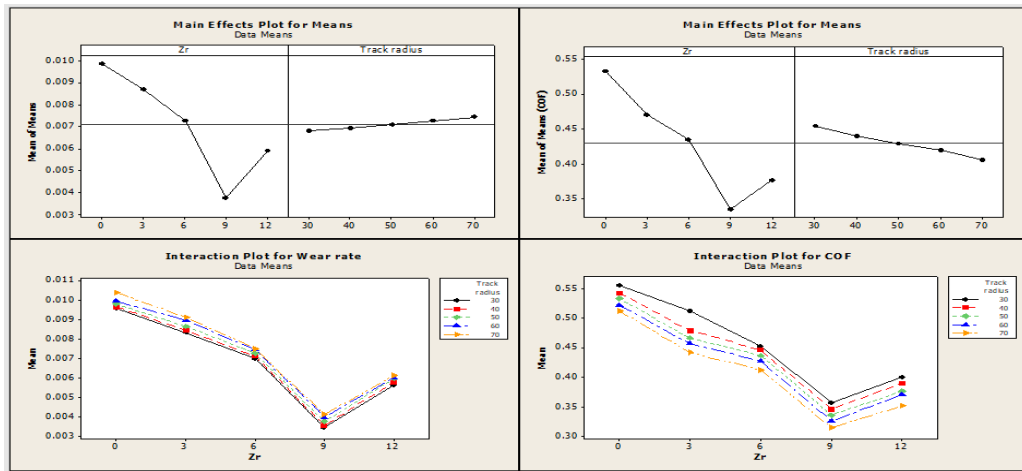 Main Effects Plot for Means
Data Means
Zr Track radius
Mean of Means
0.010
0.009
0.008
0.007
0.006
0.005
0.004
0.003
0 3 6 9 12 30 40 50 60 70
Main Effects Plot for Means
Data Means
Zr Track radius
Mean of Means (COF)
0.55
0.50
0.45
0.40
0.35
0 3 6 9 12 30 40 50 60 70
Interaction Plot for Wear rate
Data Means
Mean
0.011
0.010
0.009
0.008
0.007
0.006
0.005
0.004
0.003
0 3 6 9 12
Zr
Track
radius
30
40
50
60
70
Interaction Plot for COF
Data Means
Mean
0.55
0.50
0.45
0.40
0.35
0.30
0 3 6 9 12
Zr
Track
radius
30
40
50
60
70